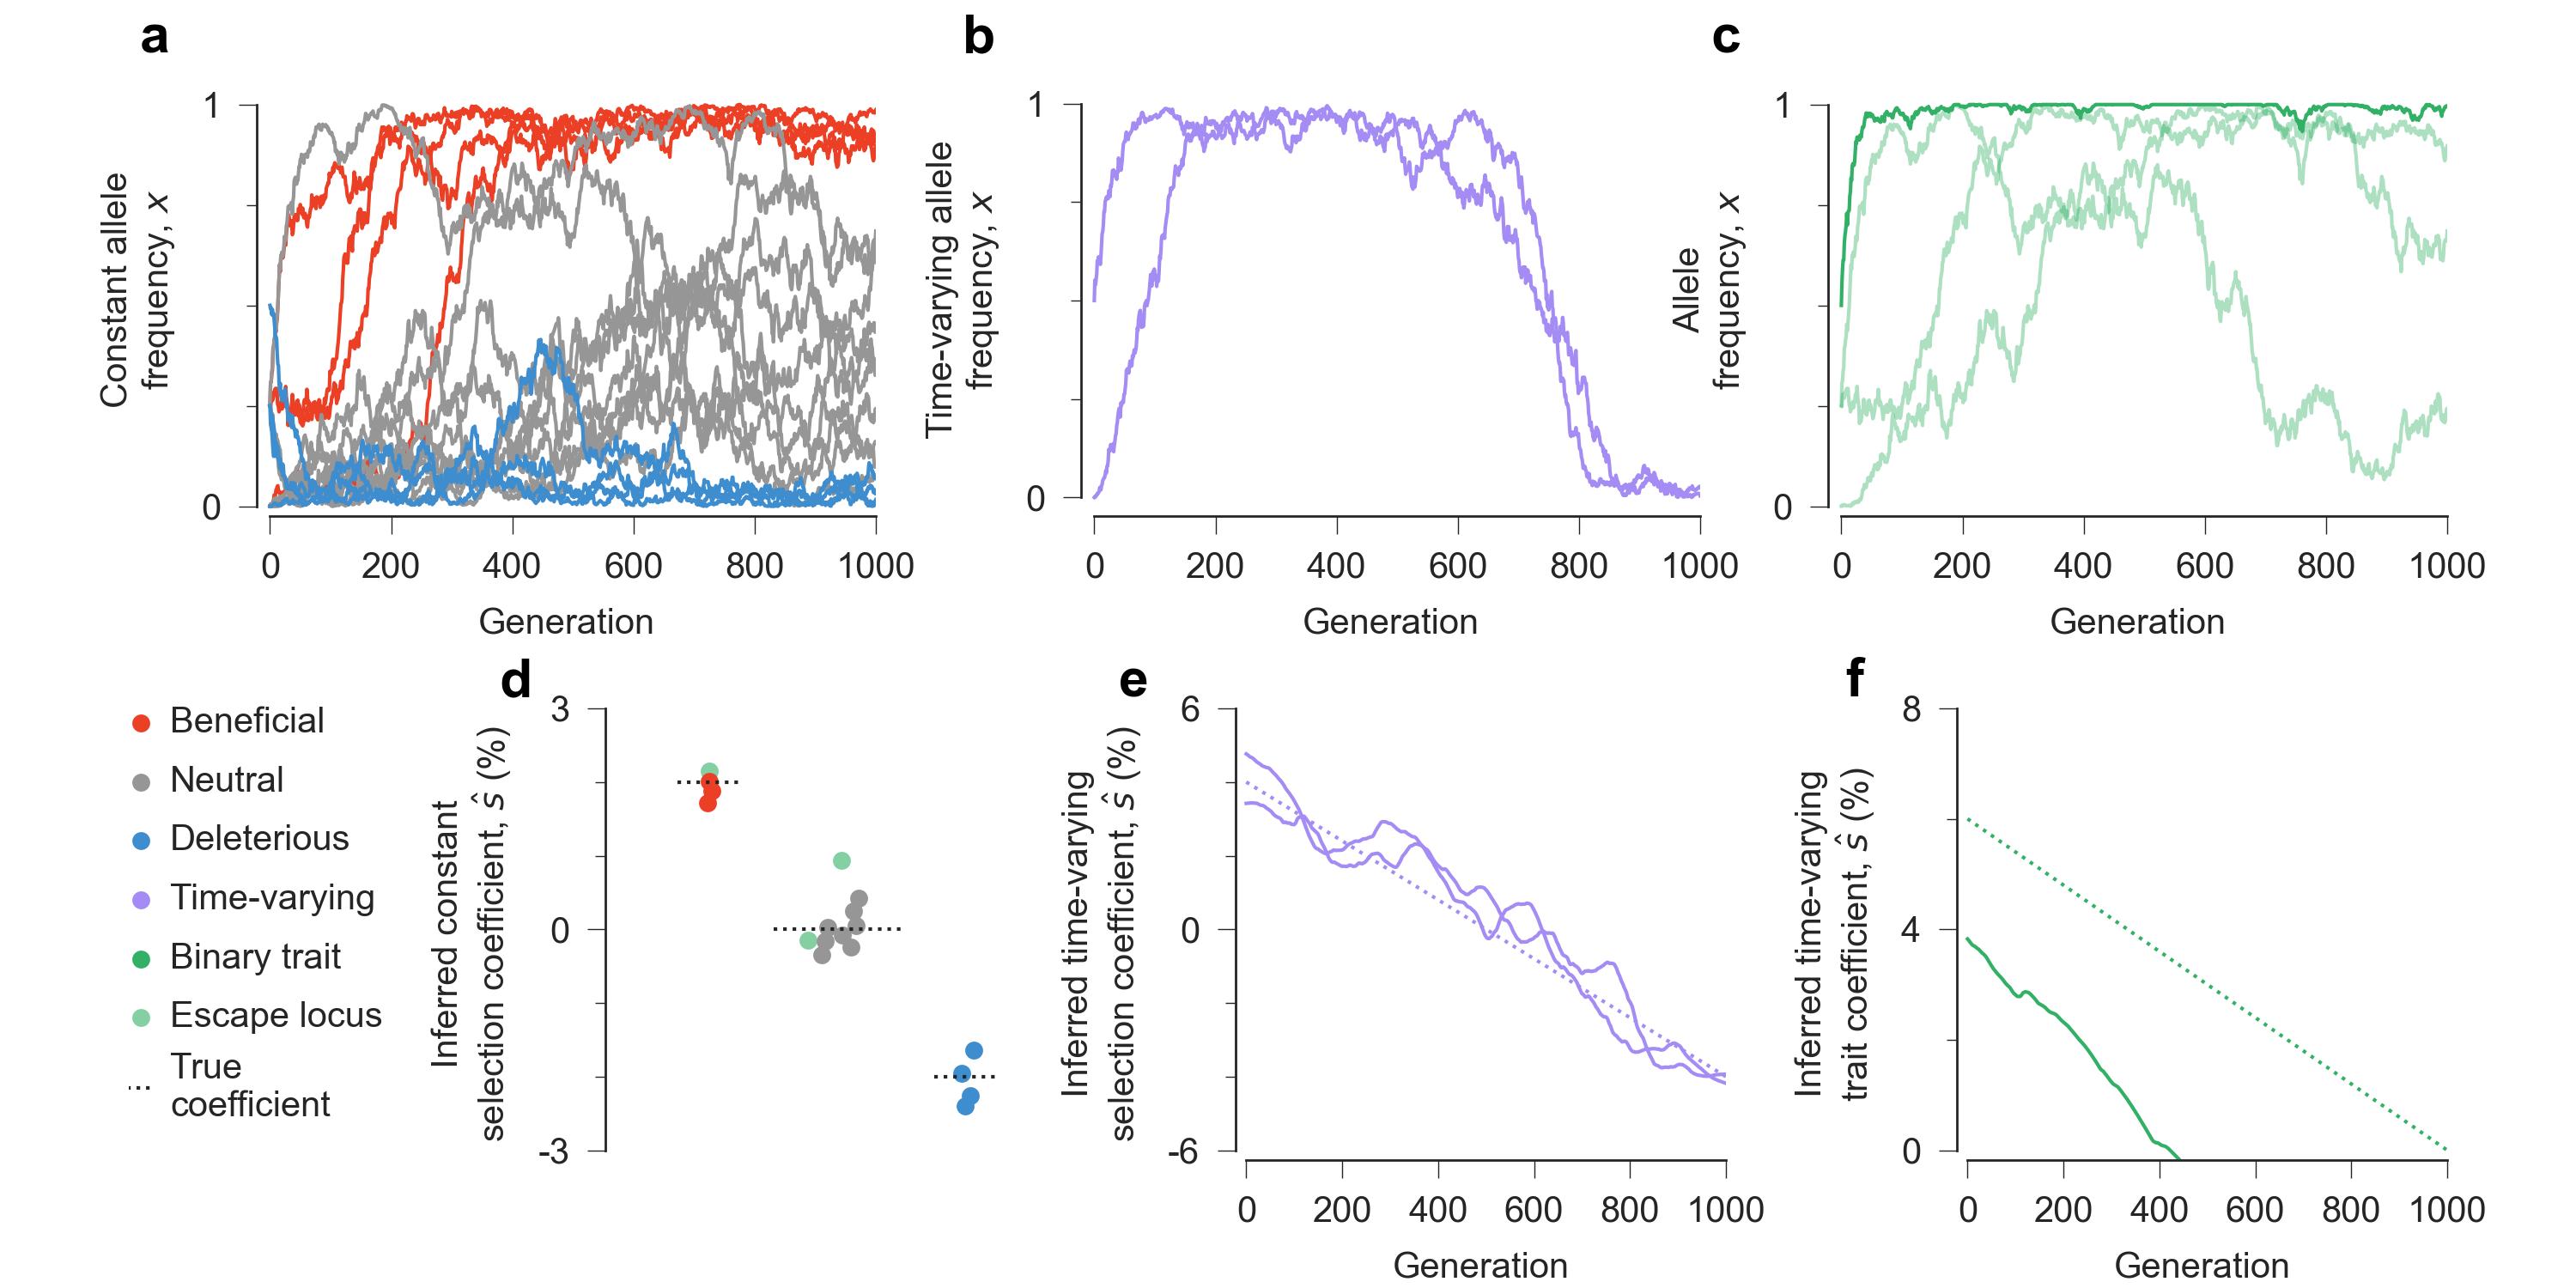 a
Constant allele
frequency, x
1
0
0 200 400 600 800 1000
Generation
b
Time-varying allele
frequency, x
1
0
0 200 400 600 800 1000
Generation
c
Allele
frequency, x
1
0
0 200 400 600 800 1000
Generation
Beneficial
Neutral
Deleterious
Time-varying
Binary trait
Escape locus
True
coefficient
d
Inferred constant
selection coefficient, ŝ (%)
3
0
-3
e
Inferred time-varying
selection coefficient, ŝ (%)
6
0
-6
0 200 400 600 800 1000
Generation
f
Inferred time-varying
trait coefficient, ŝ (%)
8
4
0
0 200 400 600 800 1000
Generation